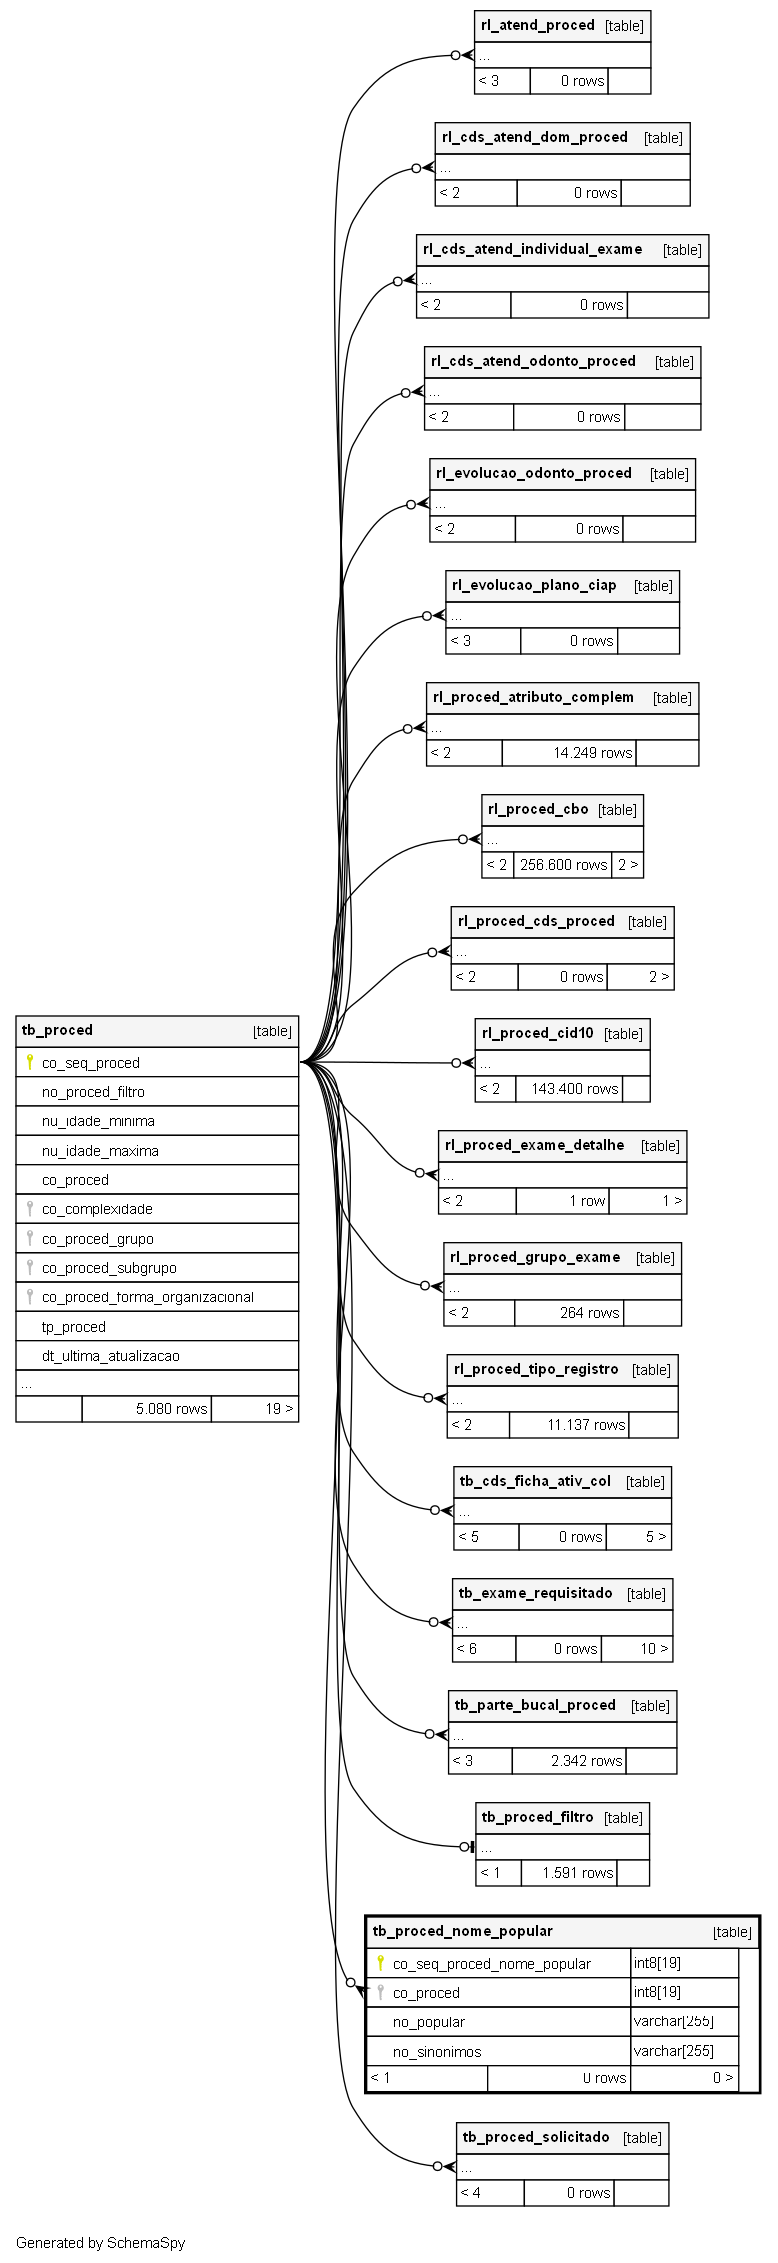 rl_atend_proced [table]
...
< 3 0 rows
rl_cds_atend_dom_proced [table]
...
< 2 0 rows
rl_cds_atend_individual_exame [table]
...
< 2 0 rows
rl_cds_atend_odonto_proced [table]
...
< 2 0 rows
rl_evolucao_odonto_proced [table]
...
< 2 0 rows
rl_evolucao_plano_ciap [table]
...
< 3 0 rows
rl_proced_atributo_complem [table]
...
< 2 14.249 rows
rl_proced_cbo [table]
...
< 2 256.600 rows 2 >
rl_proced_cds_proced [table]
...
< 2 0 rows 2 >
tb_proced [table]
co_seq_proced
no_proced_filtro
nu_idade_minima
nu_idade_maxima
co_proced
co_complexidade
co_proced_grupo
co_proced_subgrupo
co_proced_forma_organizacional
tp_proced
dt_ultima_atualizacao
...
5.080 rows 19 >
rl_proced_cid10 [table]
...
< 2 143.400 rows
rl_proced_exame_detalhe [table]
...
< 2 1 row 1 >
rl_proced_grupo_exame [table]
...
< 2 264 rows
rl_proced_tipo_registro [table]
...
< 2 11.137 rows
tb_cds_ficha_ativ_col [table]
...
< 5 0 rows 5 >
tb_exame_requisitado [table]
...
< 6 0 rows 10 >
tb_parte_bucal_proced [table]
...
< 3 2.342 rows
tb_proced_filtro [table]
...
< 1 1.591 rows
tb_proced_nome_popular [table]
co_seq_proced_nome_popular int8[19]
co_proced int8[19]
no_popular varchar[255]
no_sinonimos varchar[255]
< 1 0 rows 0 >
tb_proced_solicitado [table]
...
< 4 0 rows
Generated by SchemaSpy